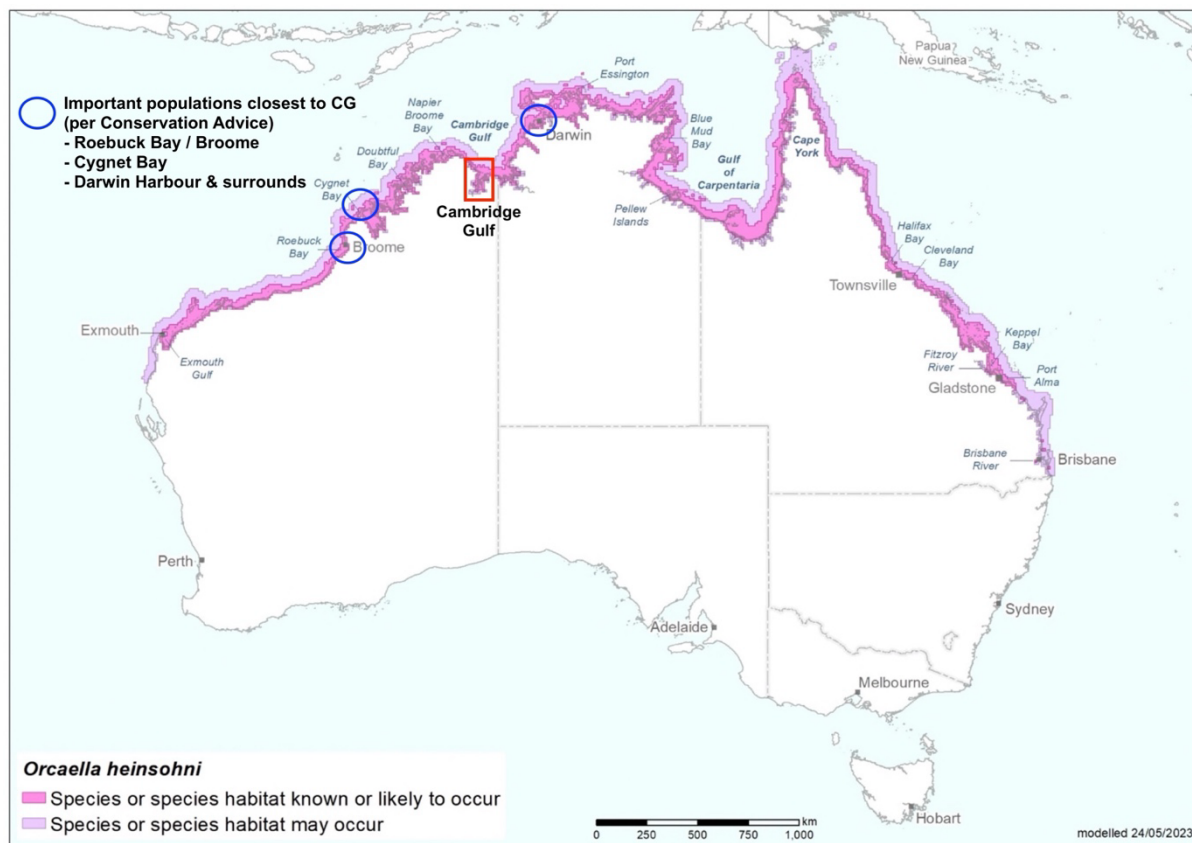 Important populations closest to CG
(per Conservation Advice)
- Roebuck Bay / Broome
- Cygnet Bay
- Darwin Harbour & surrounds
Papua
New Guinea
Port
Essington
Napier
Broome
Bay
Cambridge
Gulf
Darwin
Doubtful
Bay
Blue
Mud
Bay
Cape
York
Gulf
of
Carpentaria
Cygnet
Bay
Pellew
Islands
Cambridge
Gulf
Roebuck
Bay
Broome
Halifax
Bay
Cleveland
Bay
Townsville
Exmouth
Exmouth
Gulf
Keppel
Bay
Fitzroy
River
Port
Alma
Gladstone
Brisbane
River
Brisbane
Perth
Sydney
Adelaide
Melbourne
Hobart
Orcaella heinsohni
Species or species habitat known or likely to occur
Species or species habitat may occur
km
0 250 500 750 1,000
modelled 24/05/2023